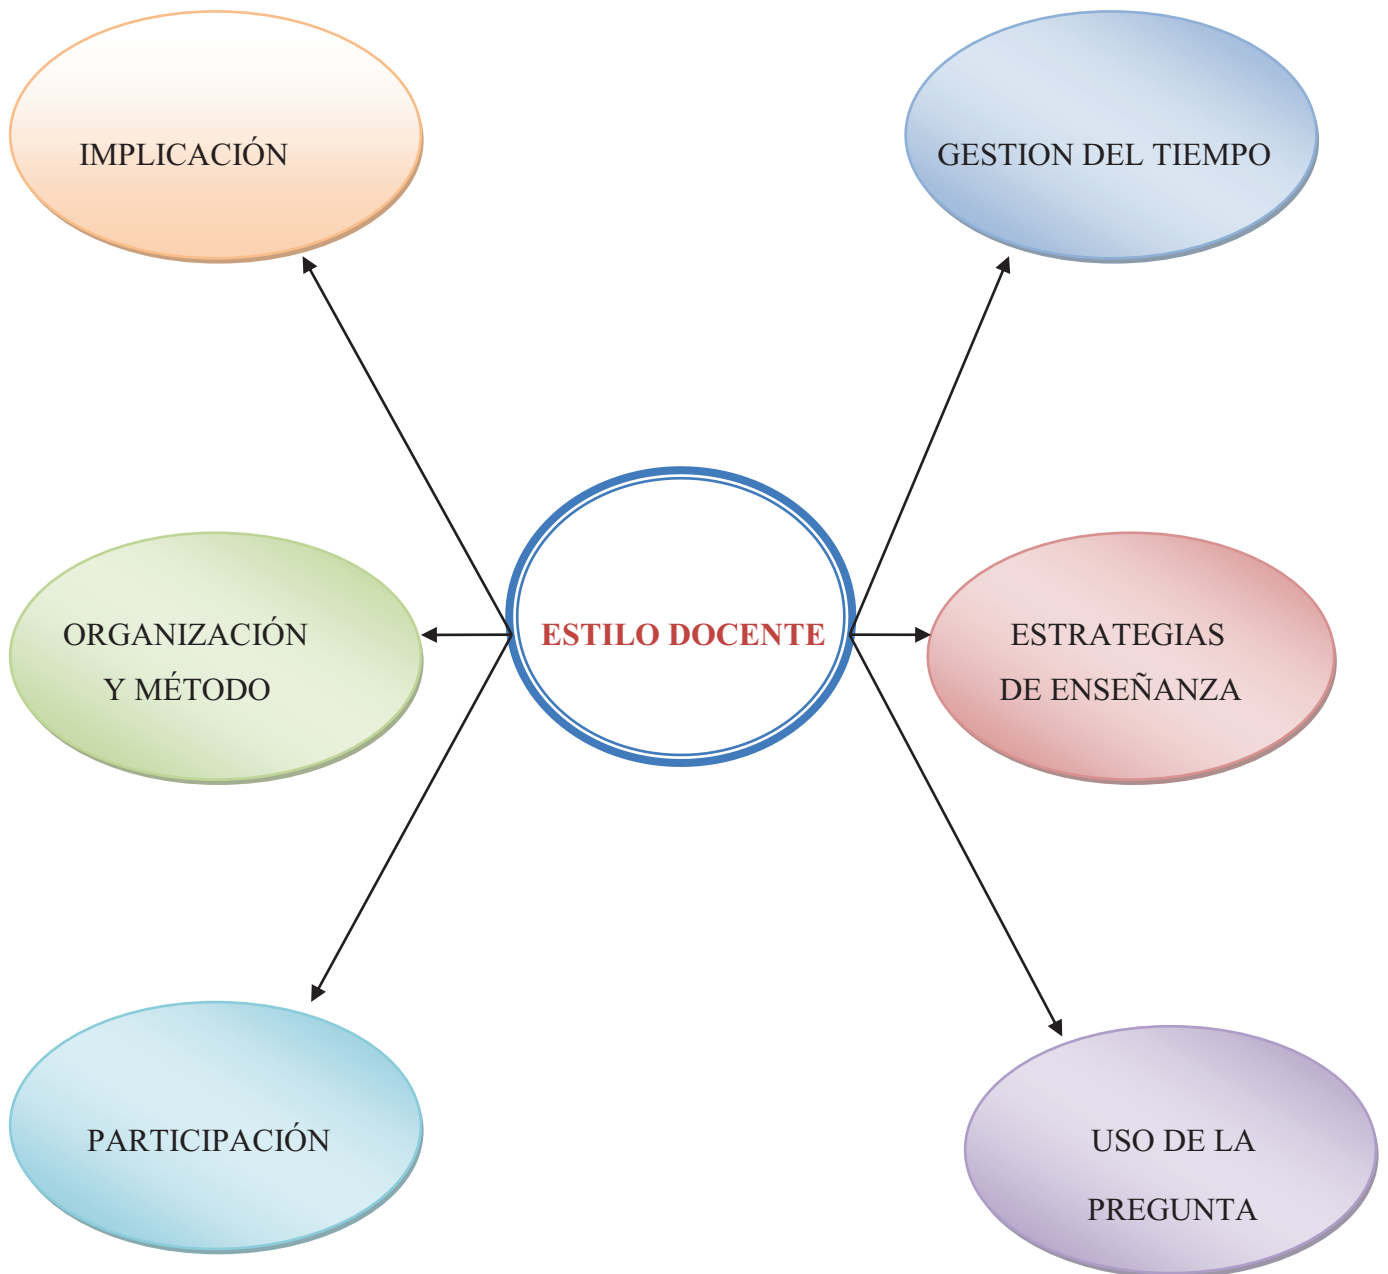 IMPLICACIÓN
GESTION DEL TIEMPO
ORGANIZACIÓN
Y MÉTODO
ESTILO DOCENTE
ESTRATEGIAS
DE ENSEÑANZA
PARTICIPACIÓN
USO DE LA
PREGUNTA